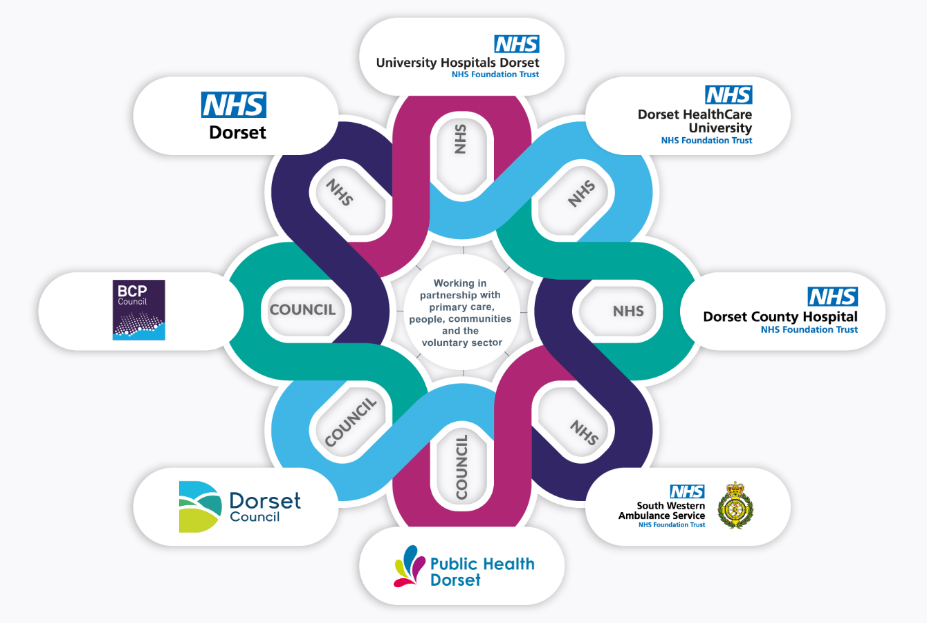 NHS
University Hospitals Dorset
NHS Foundation Trust
NHS
Dorset
NHS
Dorset HealthCare
University
NHS Foundation Trust
NHS
NHS
NHS
BCP
Council
COUNCIL
Working in
partnership with
primary care,
people, communities
and the
voluntary sector
NHS
NHS
Dorset County Hospital
NHS Foundation Trust
COUNCIL
COUNCIL
NHS
Dorset
Council
NHS
South Western
Ambulance Service
NHS Foundation Trust
Public Health
Dorset